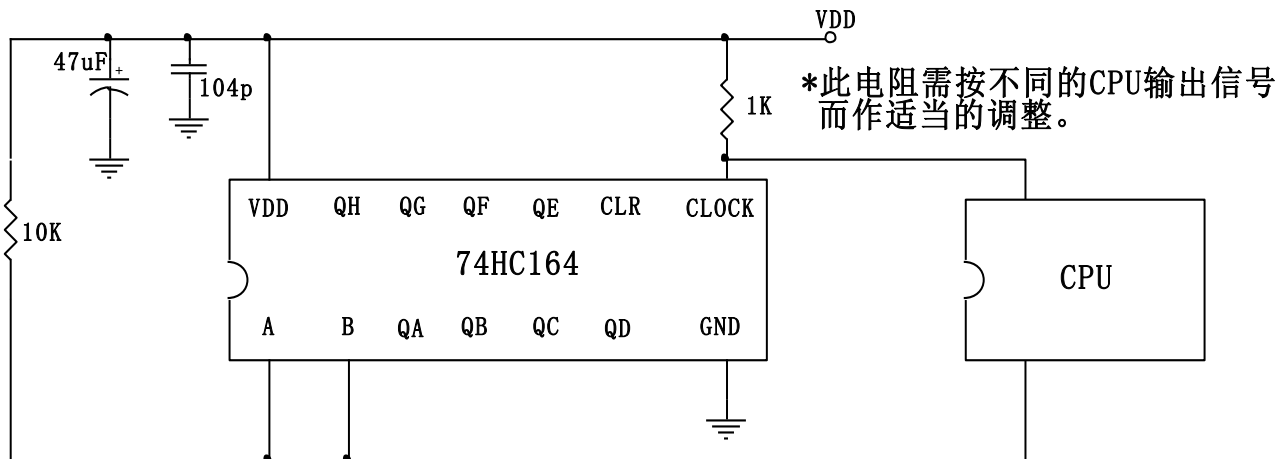 VDD
47uF
+
104p
1K
*此电阻需按不同的CPU输出信号
而作适当的调整。
10K
VDD QH QG QF QE CLR CLOCK
74HC164
A B QA QB QC QD GND
CPU